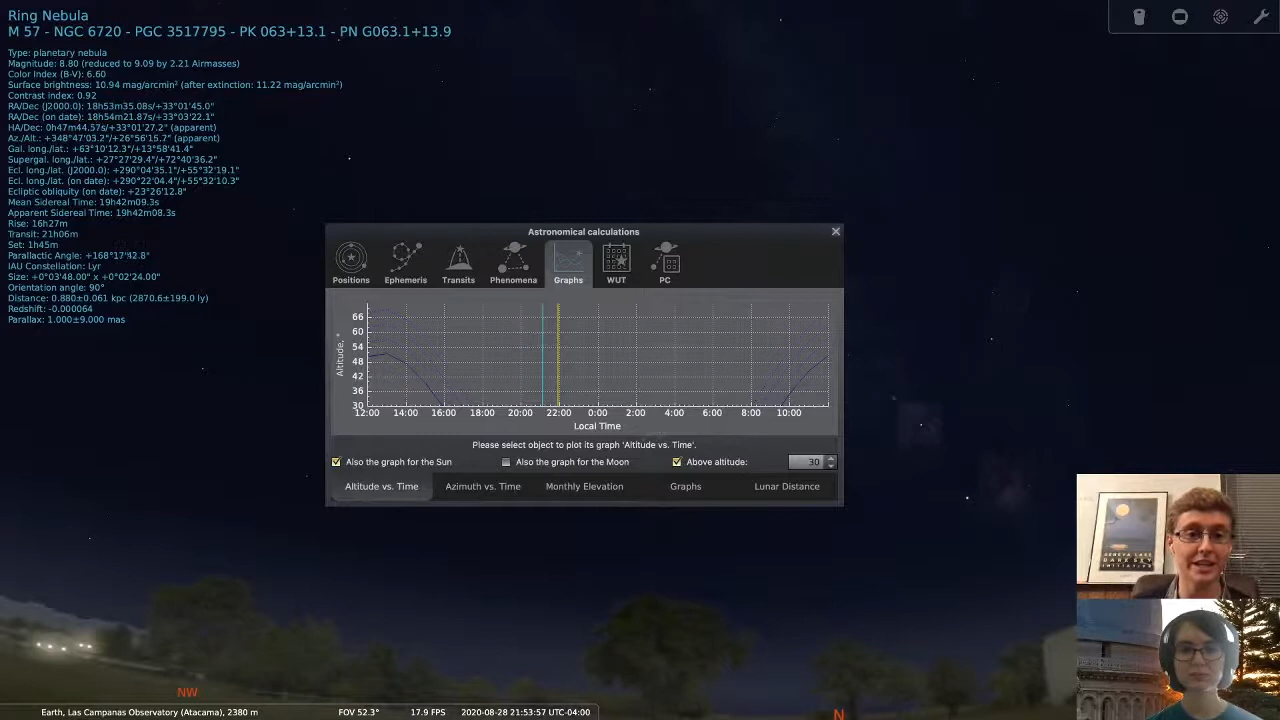 Ring Nebula
M 57 - NGC 6720 - PGC 3517795 - PK 063+13.1 - PN G063.1+13.9
Type: planetary nebula
Magnitude: 8.80 (reduced to 9.09 by 2.21 Airmasses)
Color Index (B-V): 6.60
Surface brightness: 10.94 mag/arcmin² (after extinction: 11.22 mag/arcmin²)
Contrast index: 0.92
RA/Dec (J2000.0): 18h53m35.08s/+33°01'45.0"
RA/Dec (on date): 18h54m21.87s/+33°03'22.1"
HA/Dec: 0h47m44.57s/+33°01'27.2" (apparent)
Az./Alt.: +348°47'03.2"/+26°56'15.7" (apparent)
Gal. long./lat.: +63°10'12.3"/+13°58'41.4"
Supergal. long./lat.: +27°27'29.4"/+72°40'36.2"
Ecl. long./lat. (J2000.0): +290°04'35.1"/+55°32'19.1"
Ecl. long./lat. (on date): +290°22'04.4"/+55°32'10.3"
Ecliptic obliquity (on date): +23°26'12.8"
Mean Sidereal Time: 19h42m09.3s
Apparent Sidereal Time: 19h42m08.3s
Rise: 16h27m
Transit: 21h06m
Set: 1h45m
Parallactic Angle: +168°17'42.8"
IAU Constellation: Lyr
Size: +0°03'48.00" x +0°02'24.00"
Orientation angle: 90°
Distance: 0.880±0.061 kpc (2870.6±199.0 ly)
Redshift: -0.000064
Parallax: 1.000±9.000 mas
Astronomical calculations
Positions Ephemeris Transits Phenomena Graphs WUT PC
66
60
54
48
42
36
30
Altitude, °
12:00 14:00 16:00 18:00 20:00 22:00 0:00 2:00 4:00 6:00 8:00 10:00
Local Time
Please select object to plot its graph 'Altitude vs. Time'.
Also the graph for the Sun Also the graph for the Moon Above altitude: 30
Altitude vs. Time Azimuth vs. Time Monthly Elevation Graphs Lunar Distance
GENEVA LAKE
DARK SKY
INITIATIVE
NW
N
Earth, Las Campanas Observatory (Atacama), 2380 m FOV 52.3° 17.9 FPS 2020-08-28 21:53:57 UTC-04:00